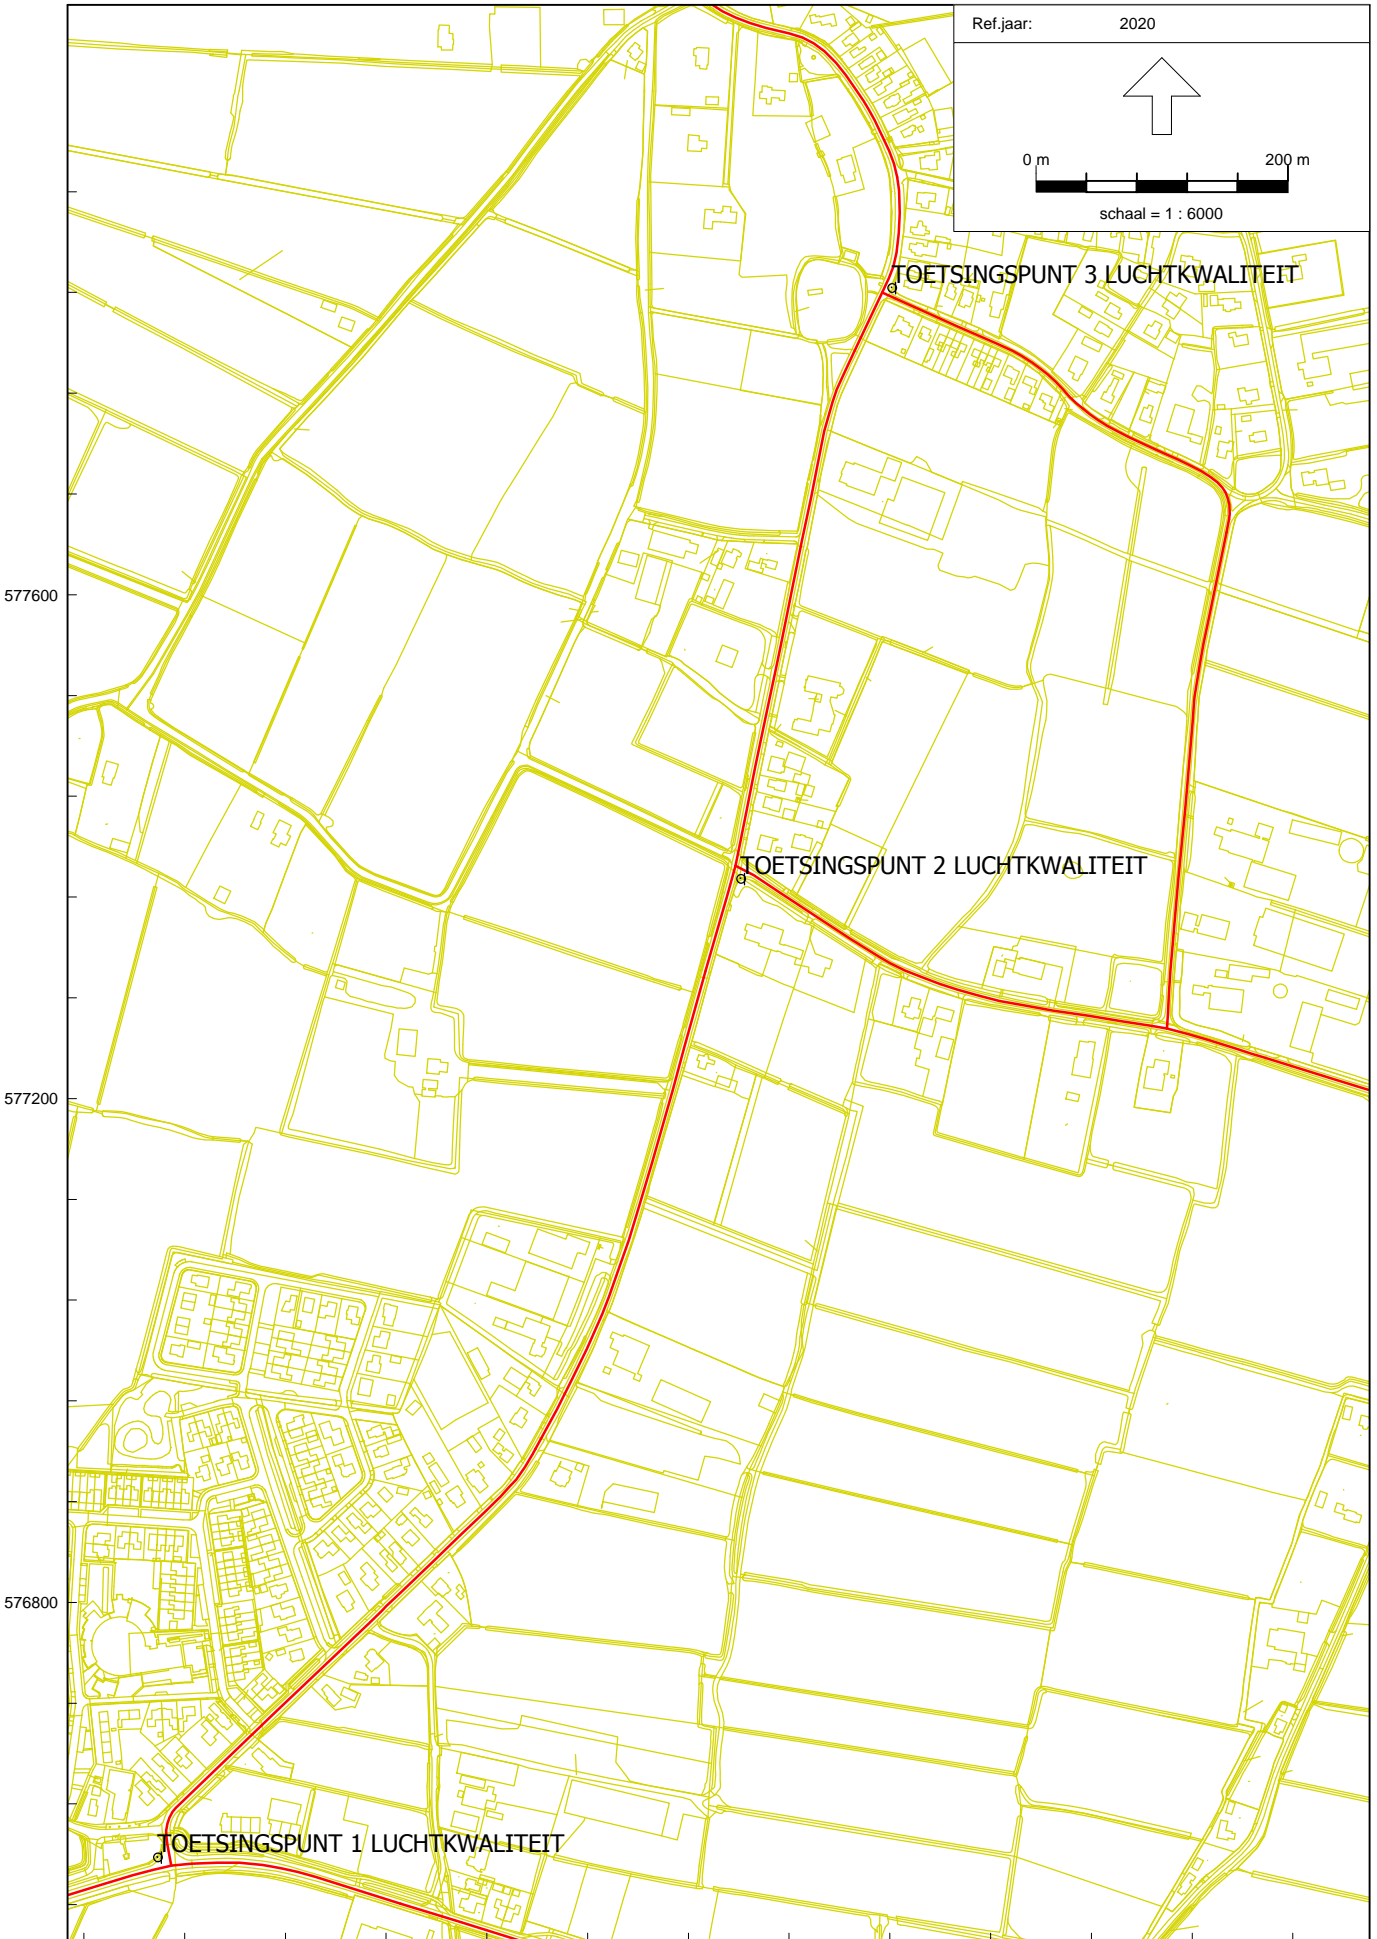 Ref.jaar: 2020
0 m 200 m
schaal = 1 : 6000
TOETSINGSPUNT 3 LUCHTKWALITEIT
577600
TOETSINGSPUNT 2 LUCHTKWALITEIT
577200
576800
TOETSINGSPUNT 1 LUCHTKWALITEIT